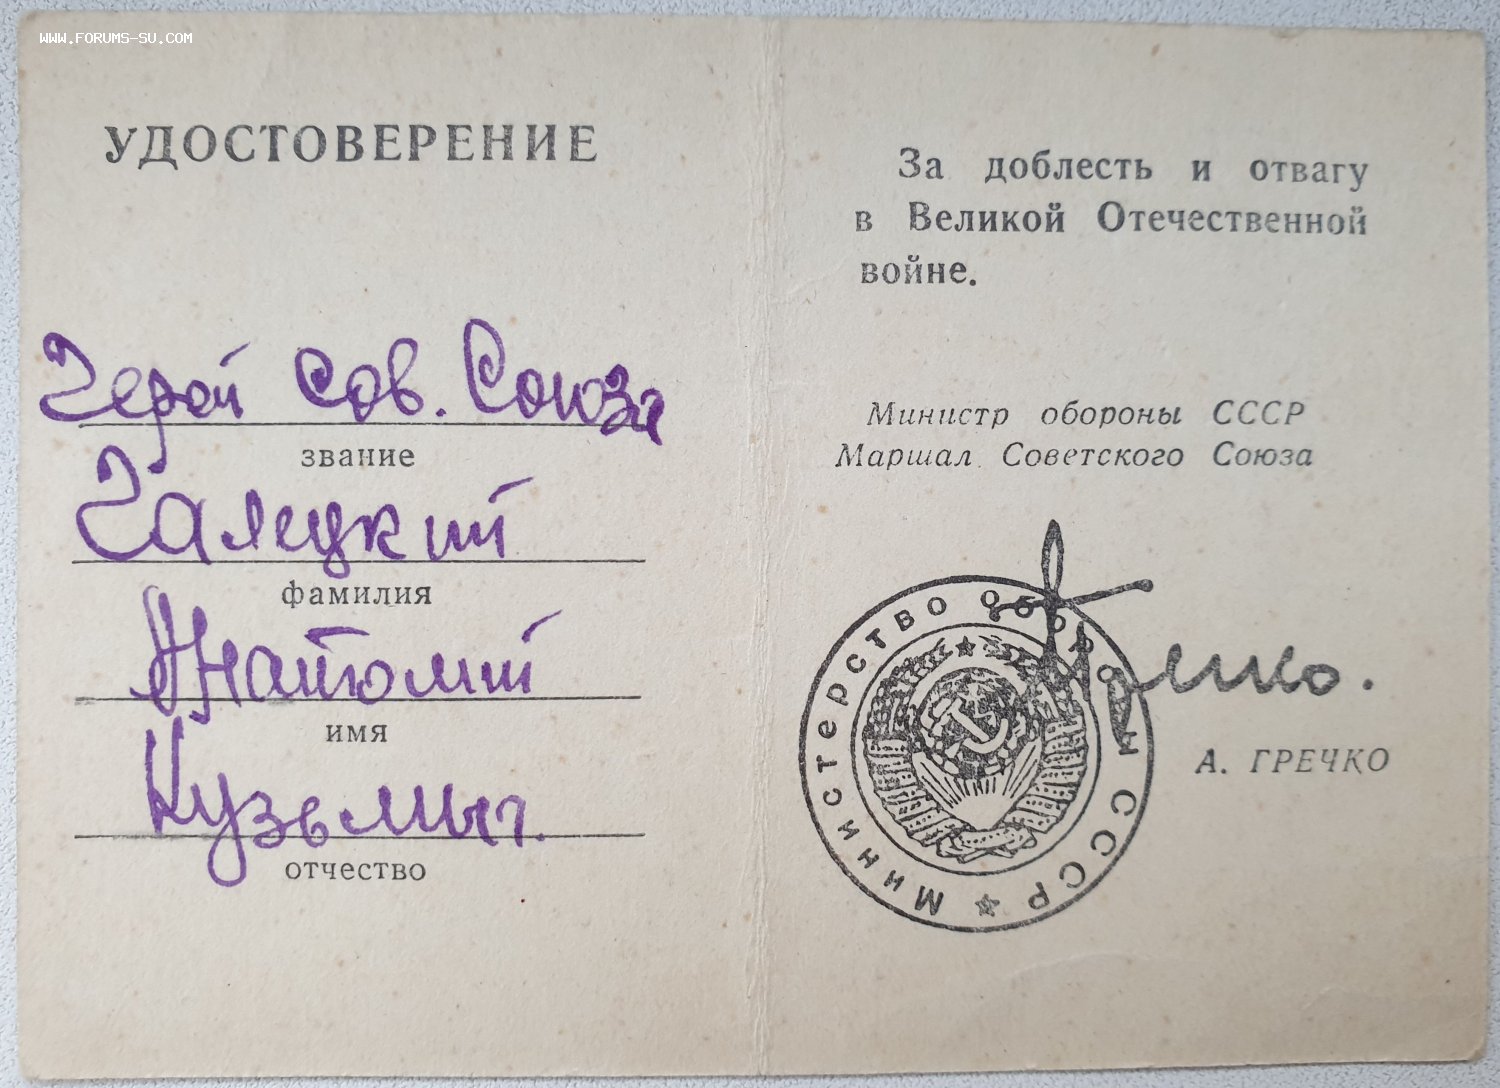 WWW.FORUMS-SU.COM
УДОСТОВЕРЕНИЕ
Герой Сов. Союза
звание
Галецкий
фамилия
Анатолий
имя
Кузьмич.
отчество
За доблесть и отвагу
в Великой Отечественной
войне.
Министр обороны СССР
Маршал Советского Союза
Министерство обороны СССР
А. ГРЕЧКО